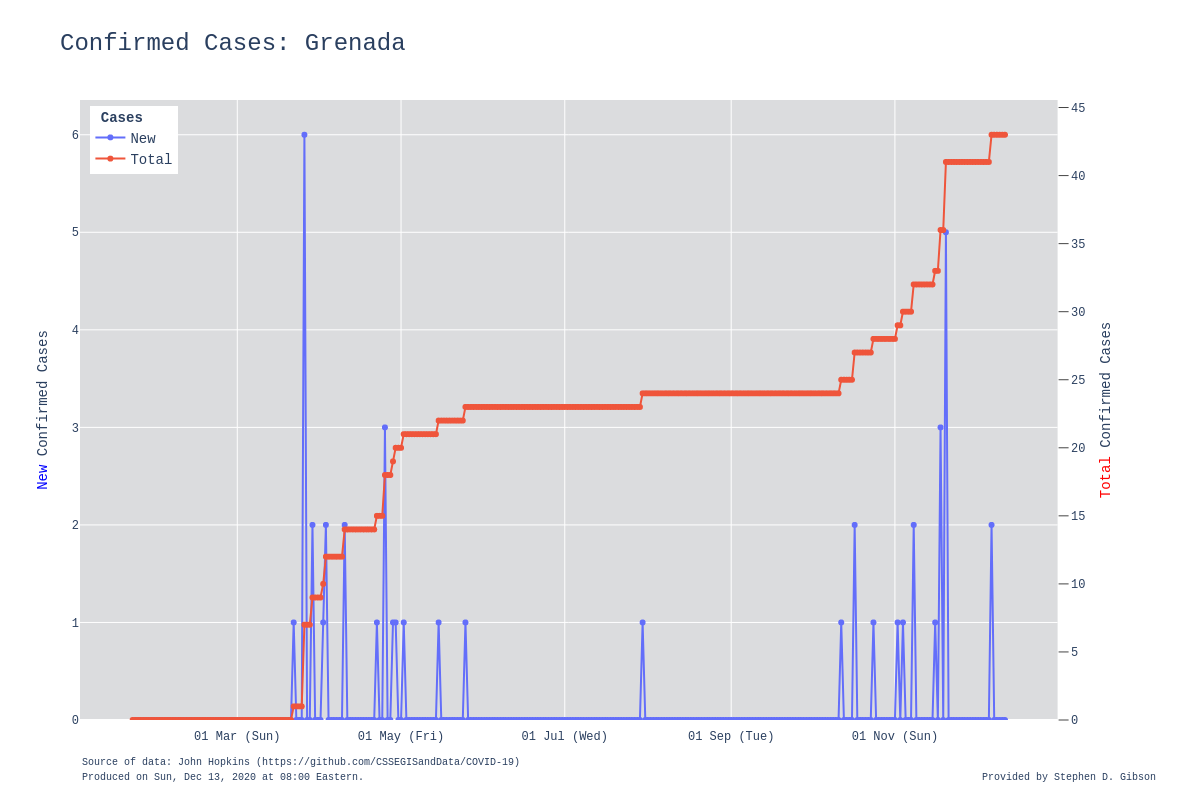 Confirmed Cases: Grenada
Cases
New
Total
6
5
4
3
2
1
0
45
40
35
30
25
20
15
10
5
0
New Confirmed Cases
Total Confirmed Cases
01 Mar (Sun)
01 May (Fri)
01 Jul (Wed)
01 Sep (Tue)
01 Nov (Sun)
Source of data: John Hopkins (https://github.com/CSSEGISandData/COVID-19)
Produced on Sun, Dec 13, 2020 at 08:00 Eastern.
Provided by Stephen D. Gibson